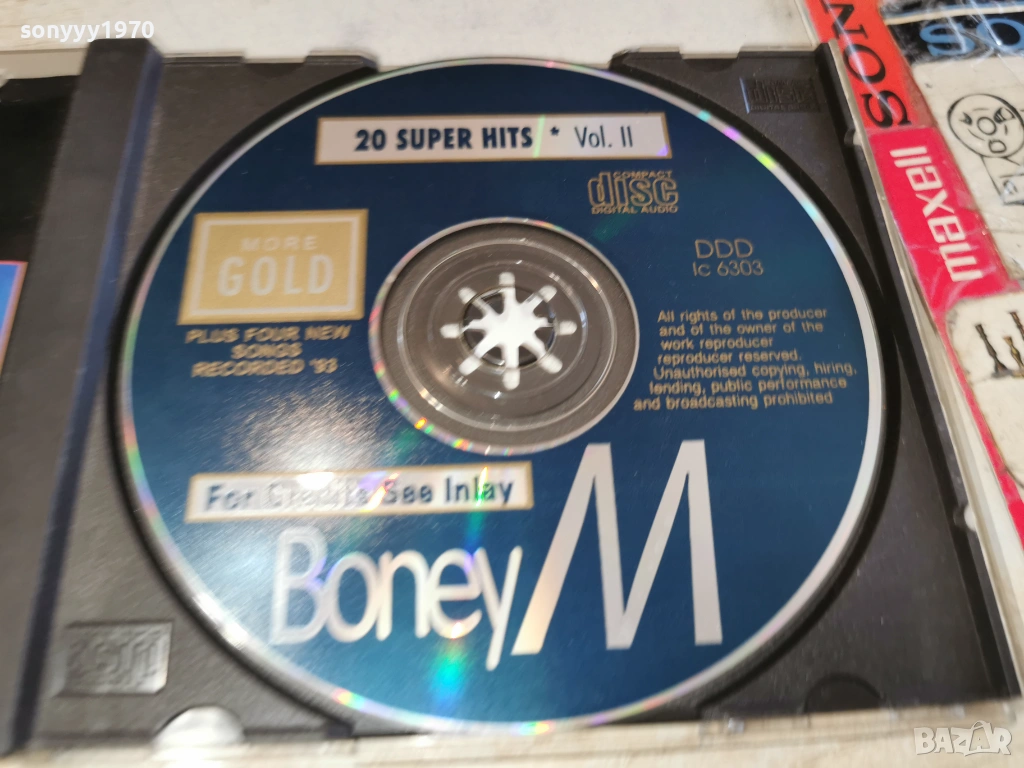 sonyyy1970
20 SUPER HITS * Vol. II
COMPACT
disc
DIGITAL AUDIO
MORE
GOLD
PLUS FOUR NEW
SONGS
RECORDED '93
DDD
lc 6303
All rights of the producer
and of the owner of the
work reproducer
reproducer reserved.
Unauthorised copying, hiring,
lending, public performance
and broadcasting prohibited
For Credits See Inlay
Boney M
maxell
BAZAR